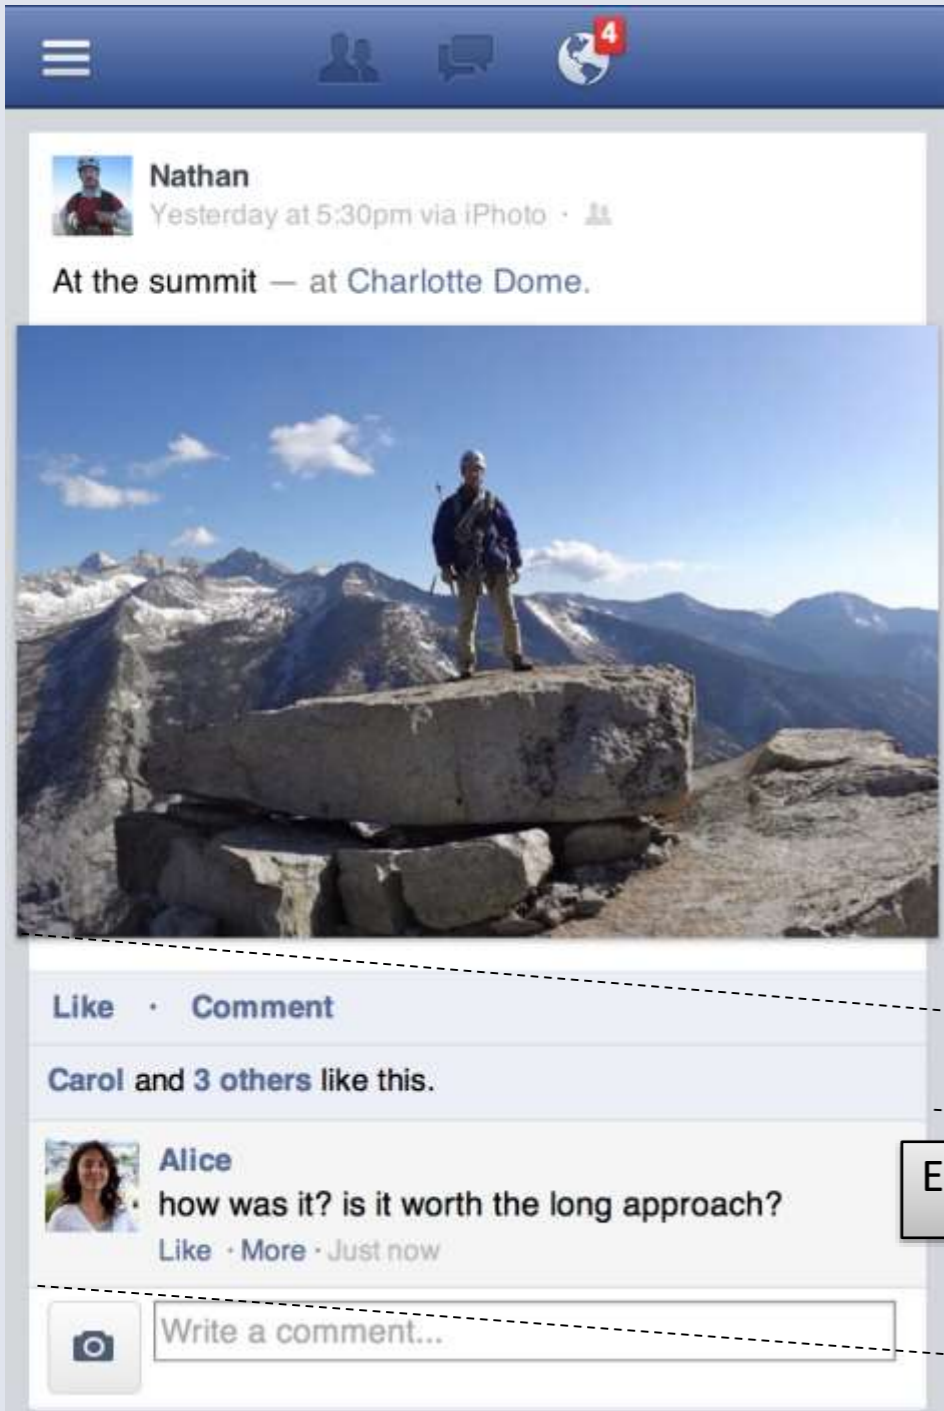 4
Nathan
Yesterday at 5:30pm via iPhoto ·
At the summit — at Charlotte Dome.
Like · Comment
Carol and 3 others like this.
Alice
how was it? is it worth the long approach?
Like · More · Just now
E
Write a comment...